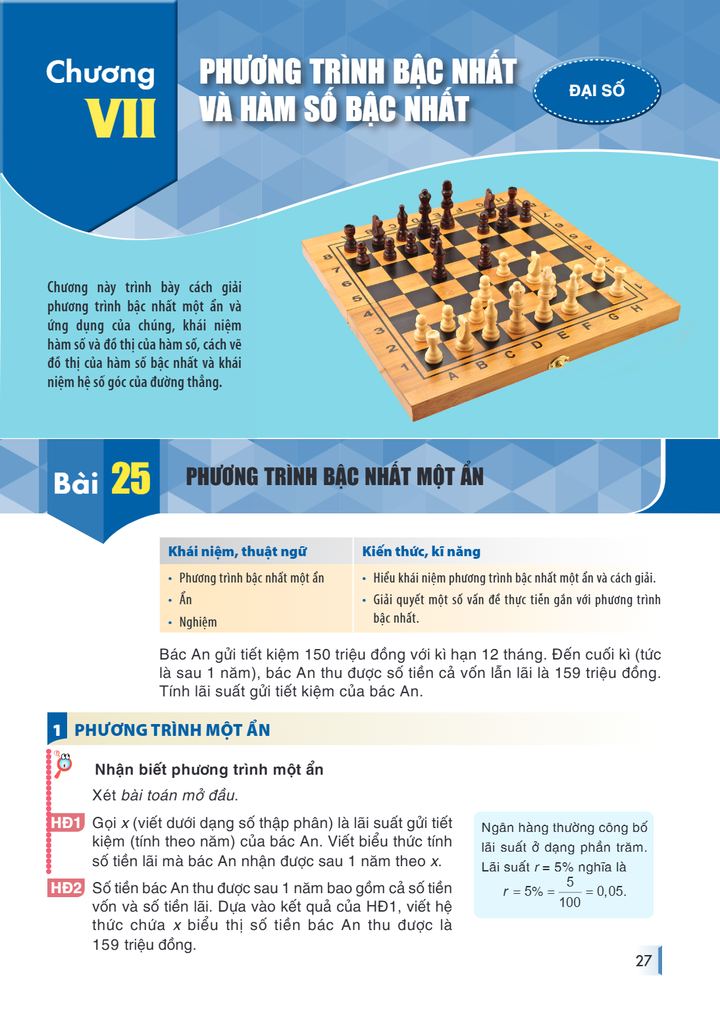 Chương
VII
PHƯƠNG TRÌNH BẬC NHẤT
VÀ HÀM SỐ BẬC NHẤT
ĐẠI SỐ
Chương này trình bày cách giải
phương trình bậc nhất một ẩn và
ứng dụng của chúng, khái niệm
hàm số và đồ thị của hàm số, cách vẽ
đồ thị của hàm số bậc nhất và khái
niệm hệ số góc của đường thẳng.
8
7
6
5
4
3
2
1
A B C D E F G H
Bài 25
PHƯƠNG TRÌNH BẬC NHẤT MỘT ẨN
Khái niệm, thuật ngữ
• Phương trình bậc nhất một ẩn
• Ẩn
• Nghiệm
Kiến thức, kĩ năng
• Hiểu khái niệm phương trình bậc nhất một ẩn và cách giải.
• Giải quyết một số vấn đề thực tiễn gắn với phương trình
bậc nhất.
Bác An gửi tiết kiệm 150 triệu đồng với kì hạn 12 tháng. Đến cuối kì (tức
là sau 1 năm), bác An thu được số tiền cả vốn lẫn lãi là 159 triệu đồng.
Tính lãi suất gửi tiết kiệm của bác An.
1 PHƯƠNG TRÌNH MỘT ẨN
Nhận biết phương trình một ẩn
Xét bài toán mở đầu.
HĐ1 Gọi x (viết dưới dạng số thập phân) là lãi suất gửi tiết
kiệm (tính theo năm) của bác An. Viết biểu thức tính
số tiền lãi mà bác An nhận được sau 1 năm theo x.
HĐ2 Số tiền bác An thu được sau 1 năm bao gồm cả số tiền
vốn và số tiền lãi. Dựa vào kết quả của HĐ1, viết hệ
thức chứa x biểu thị số tiền bác An thu được là
159 triệu đồng.
Ngân hàng thường công bố
lãi suất ở dạng phần trăm.
Lãi suất r = 5% nghĩa là
r = 5% = 5/100 = 0,05.
27